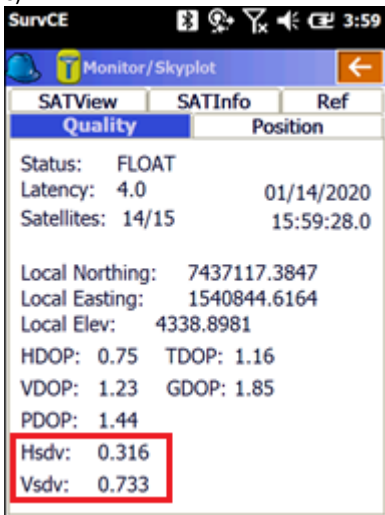 SurvCE 3:59
Monitor/Skyplot
SATView SATInfo Ref
Quality Position
Status: FLOAT
Latency: 4.0 01/14/2020
Satellites: 14/15 15:59:28.0
Local Northing: 7437117.3847
Local Easting: 1540844.6164
Local Elev: 4338.8981
HDOP: 0.75 TDOP: 1.16
VDOP: 1.23 GDOP: 1.85
PDOP: 1.44
Hsdv: 0.316
Vsdv: 0.733